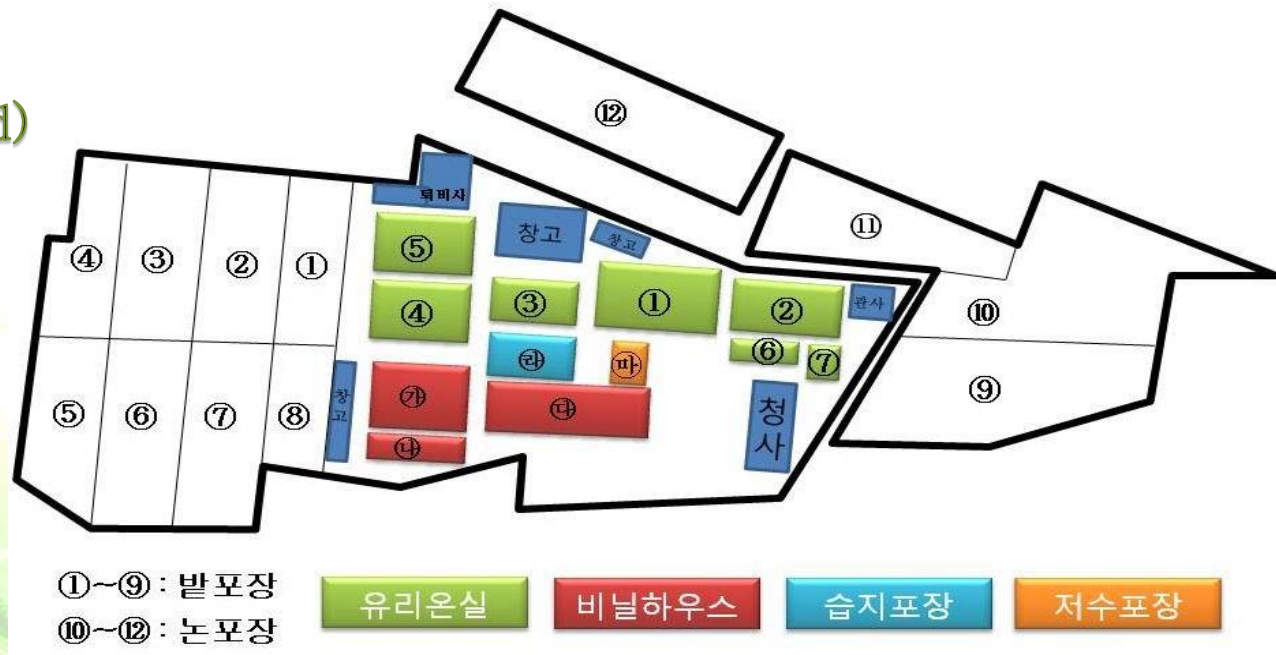 ⑫
d)
퇴비사
⑪
⑤
창고
창고
④
③
②
①
③
①
②
관사
⑩
④
㉱
㉲
⑥
⑦
⑨
⑤
⑥
⑦
⑧
창고
㉮
㉰
청사
㉯
①~⑨ : 밭포장
⑩~⑫ : 논포장
유리온실
비닐하우스
습지포장
저수포장